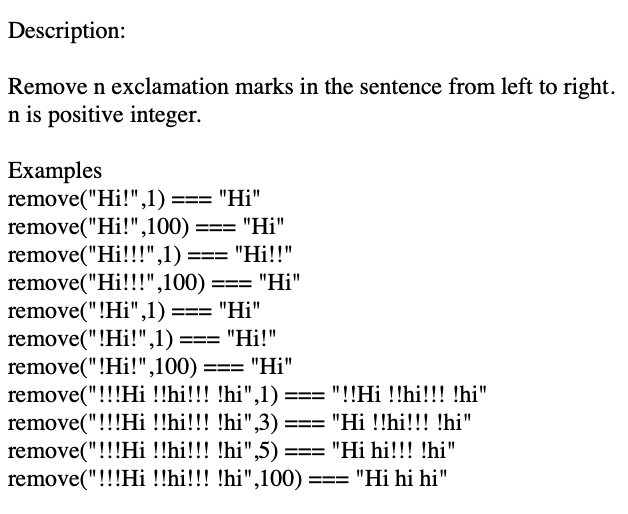 Description:
Remove n exclamation marks in the sentence from left to right.
n is positive integer.
Examples
remove("Hi!",1) === "Hi"
remove("Hi!",100) === "Hi"
remove("Hi!!!",1) === "Hi!!"
remove("Hi!!!",100) === "Hi"
remove("!Hi",1) === "Hi"
remove("!Hi!",1) === "Hi!"
remove("!Hi!",100) === "Hi"
remove("!!!Hi !!hi!!! !hi",1) === "!!Hi !!hi!!! !hi"
remove("!!!Hi !!hi!!! !hi",3) === "Hi !!hi!!! !hi"
remove("!!!Hi !!hi!!! !hi",5) === "Hi hi!!! !hi"
remove("!!!Hi !!hi!!! !hi",100) === "Hi hi hi"